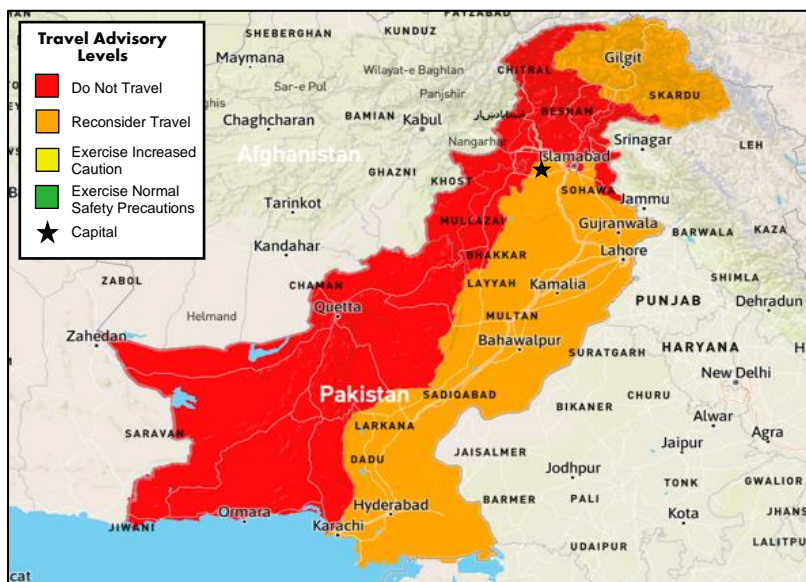 Travel Advisory
Levels
Do Not Travel
Reconsider Travel
Exercise Increased
Caution
Exercise Normal
Safety Precautions
Capital
SHEBERGHAN
KUNDUZ
Maymana
Wilayat-e Baghlan
CHITRAL
Gilgit
Sar-e Pul
Panjshir
SKARDU
BESHAM
Chaghcharan
BAMIAN
Kabul
Nangarhar
Srinagar
LEH
Afghanistan
Islamabad
GHAZNI
KHOST
SOHAWA
Tarinkot
Jammu
MULLAZAI
Gujranwala
BARWALA
KAZA
Kandahar
BHAKKAR
Lahore
ZABOL
CHAMAN
LAYYAH
Kamalia
SHIMLA
Quetta
PUNJAB
Dehradun
Helmand
MULTAN
Zahedan
Bahawalpur
SURATGARH
HARYANA
New Delhi
Pakistan
SADIQABAD
CHURU
BIKANER
Alwar
SARAVAN
LARKANA
Agra
JAISALMER
Jaipur
DADU
Jodhpur
TONK
GWALIOR
Ormara
Hyderabad
BARMER
PALI
JHANS
JIWANI
Karachi
Kota
UDAIPUR
LALITPU
cat